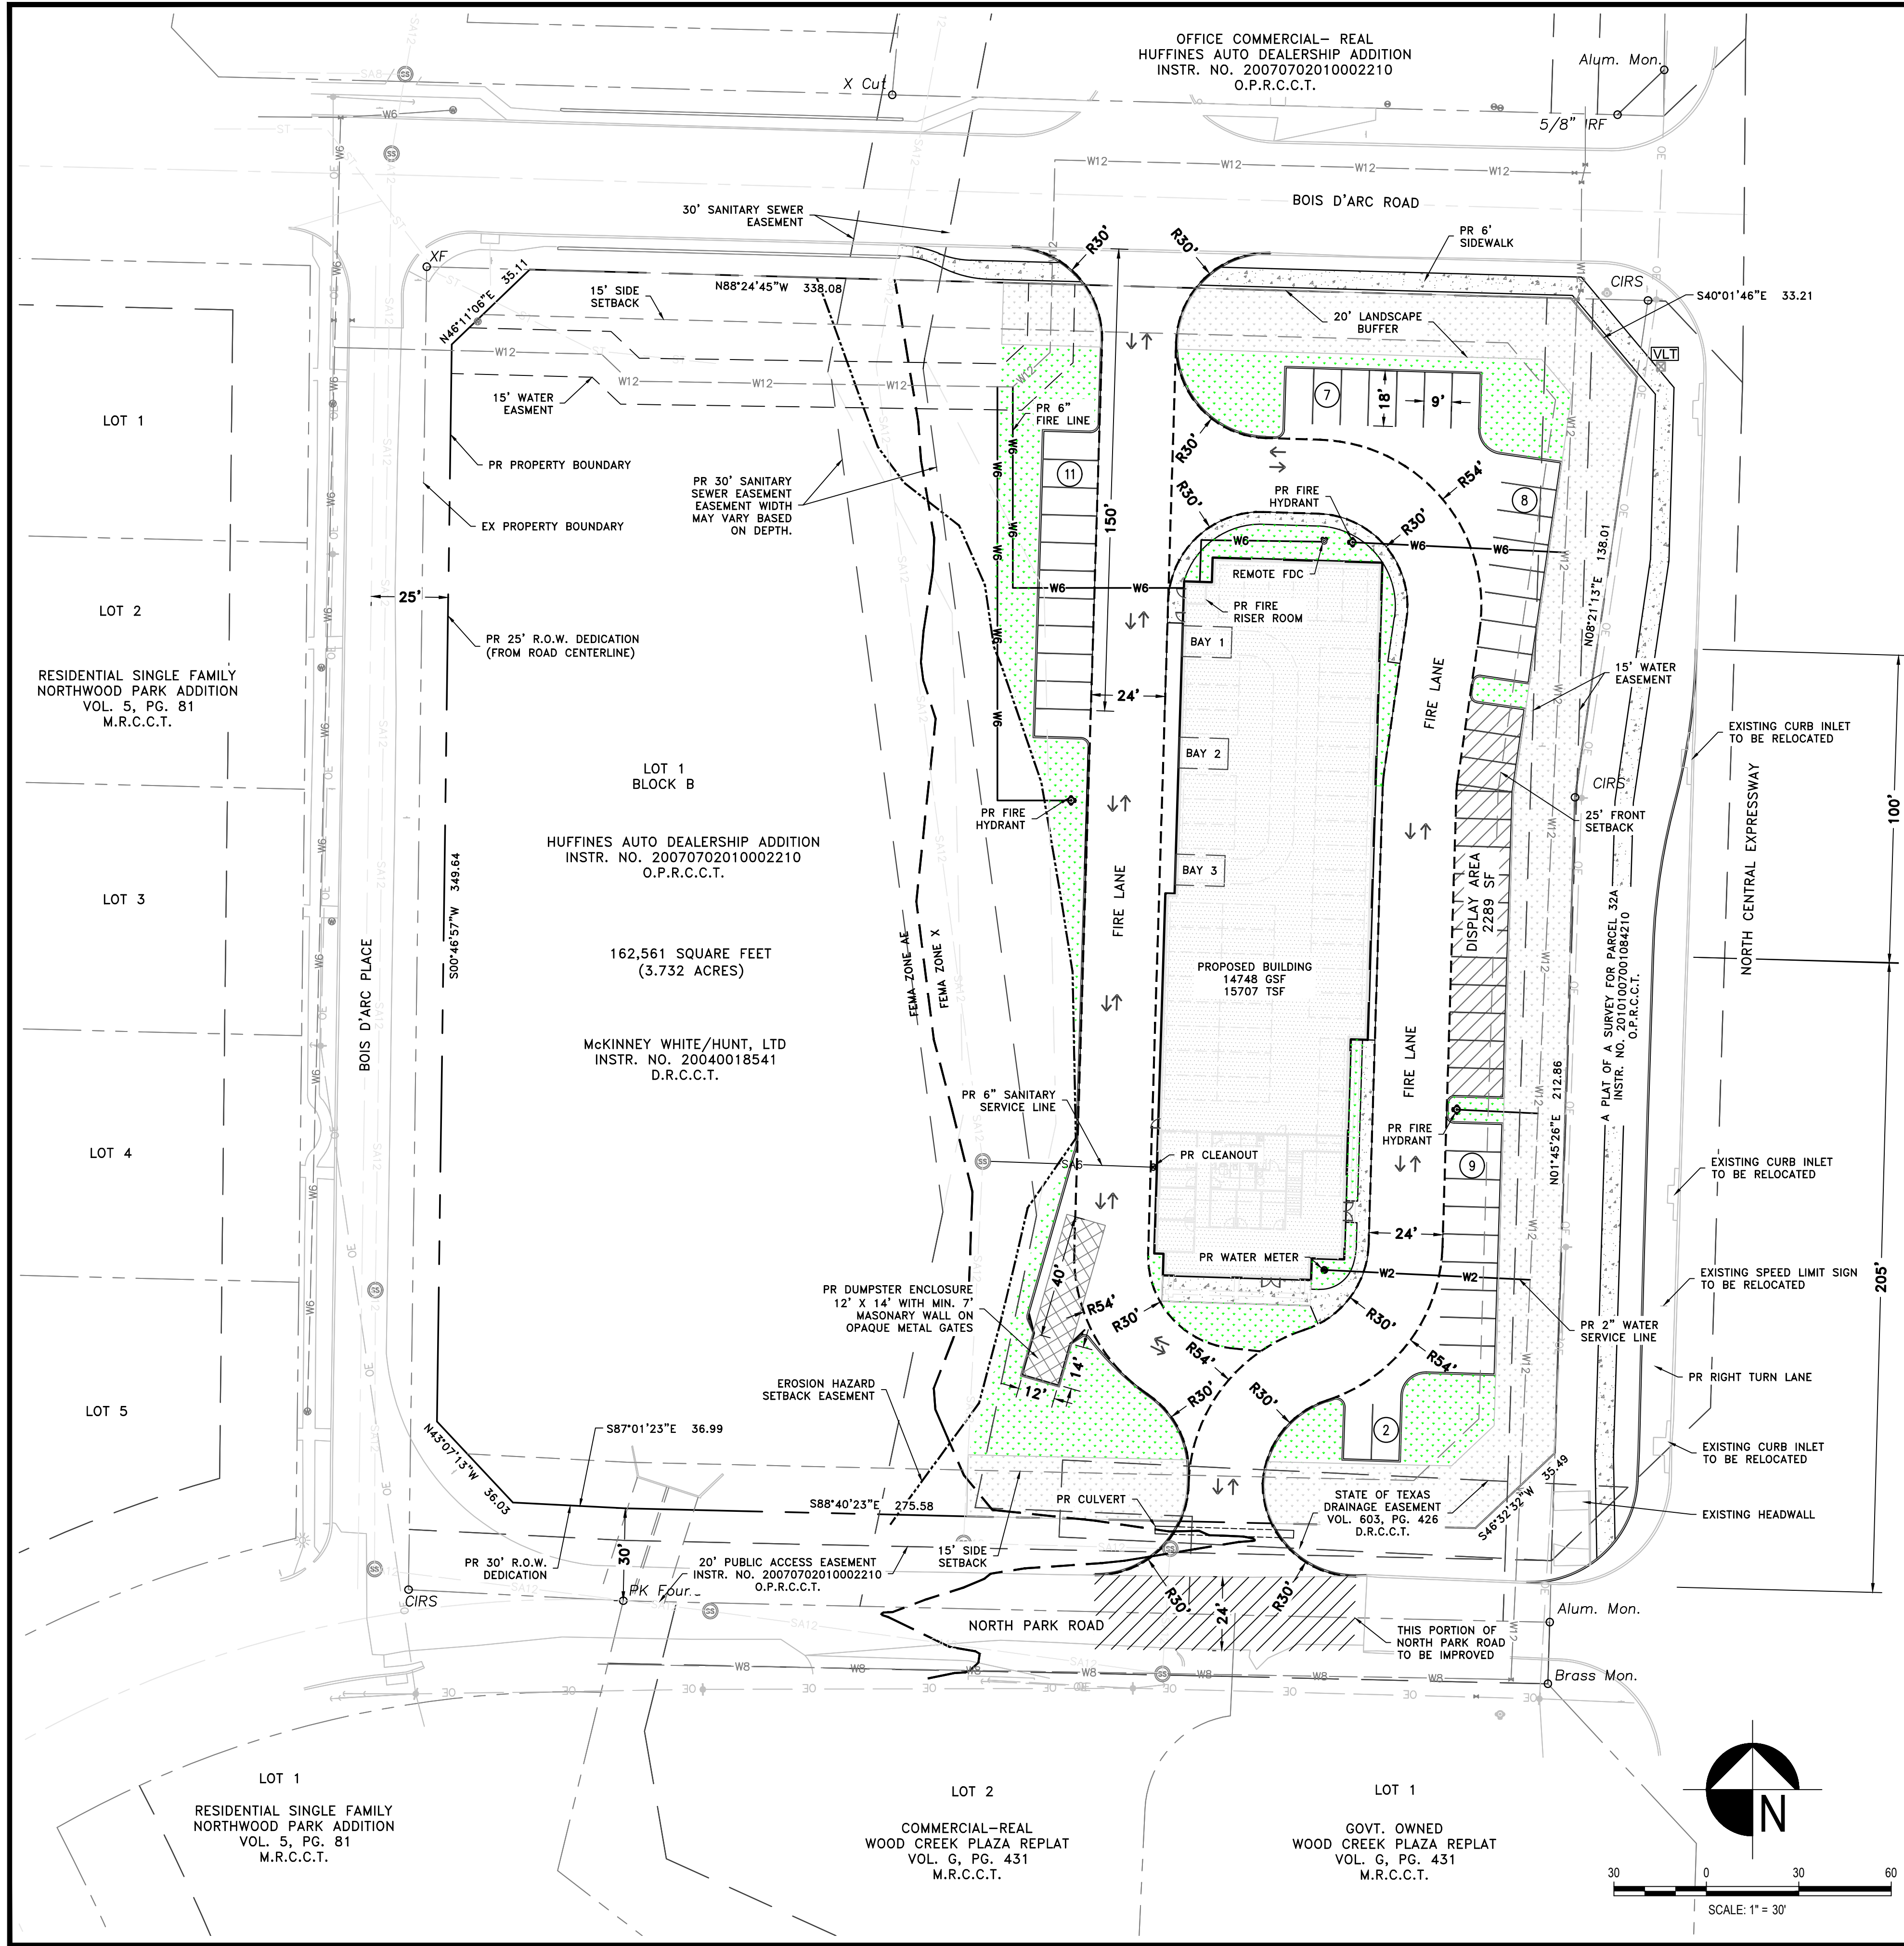 OFFICE COMMERCIAL– REAL
HUFFINES AUTO DEALERSHIP ADDITION
INSTR. NO. 20070702010002210
O.P.R.C.C.T.
Alum. Mon.
X Cut
5/8" IRF
BOIS D'ARC ROAD
30' SANITARY SEWER
EASEMENT
R30'
R30'
PR 6'
SIDEWALK
XF
CIRS
N46°11'06"E 35.11
15' SIDE
SETBACK
N88°24'45"W 338.08
S40°01'46"E 33.21
20' LANDSCAPE
BUFFER
VLT
15' WATER
EASMENT
PR 6"
FIRE LINE
7
18'
9'
LOT 1
PR PROPERTY BOUNDARY
11
R30'
R54'
PR 30' SANITARY
SEWER EASEMENT
EASEMENT WIDTH
MAY VARY BASED
ON DEPTH.
PR FIRE
HYDRANT
8
EX PROPERTY BOUNDARY
150'
R30'
R30'
N08°21'13"E 138.01
REMOTE FDC
25'
LOT 2
PR FIRE
RISER ROOM
PR 25' R.O.W. DEDICATION
(FROM ROAD CENTERLINE)
BAY 1
RESIDENTIAL SINGLE FAMILY
NORTHWOOD PARK ADDITION
VOL. 5, PG. 81
M.R.C.C.T.
24'
FIRE LANE
15' WATER
EASEMENT
EXISTING CURB INLET
TO BE RELOCATED
BAY 2
LOT 1
BLOCK B
CIRS
PR FIRE
HYDRANT
25' FRONT
SETBACK
100'
HUFFINES AUTO DEALERSHIP ADDITION
INSTR. NO. 20070702010002210
O.P.R.C.C.T.
BAY 3
FIRE LANE
DISPLAY AREA
2289 SF
NORTH CENTRAL EXPRESSWAY
LOT 3
S00°46'57"W 349.64
A PLAT OF A SURVEY FOR PARCEL 32A
INSTR. NO. 20101007001084210
O.P.R.C.C.T.
BOIS D'ARC PLACE
162,561 SQUARE FEET
(3.732 ACRES)
FEMA ZONE AE
FEMA ZONE X
PROPOSED BUILDING
14748 GSF
15707 TSF
McKINNEY WHITE/HUNT, LTD
INSTR. NO. 20040018541
D.R.C.C.T.
FIRE LANE
PR 6" SANITARY
SERVICE LINE
N01°45'26"E 212.86
PR FIRE
HYDRANT
LOT 4
PR CLEANOUT
9
EXISTING CURB INLET
TO BE RELOCATED
24'
PR WATER METER
40'
EXISTING SPEED LIMIT SIGN
TO BE RELOCATED
205'
PR DUMPSTER ENCLOSURE
12' X 14' WITH MIN. 7'
MASONARY WALL ON
OPAQUE METAL GATES
R54'
R30'
R30'
PR 2" WATER
SERVICE LINE
R54'
R54'
14'
12'
EROSION HAZARD
SETBACK EASEMENT
R30'
R30'
PR RIGHT TURN LANE
LOT 5
2
S87°01'23"E 36.99
N43°07'13"W 36.03
EXISTING CURB INLET
TO BE RELOCATED
S88°40'23"E 275.58
PR CULVERT
STATE OF TEXAS
DRAINAGE EASEMENT
VOL. 603, PG. 426
D.R.C.C.T.
S46°32'32"W 35.49
EXISTING HEADWALL
PR 30' R.O.W.
DEDICATION
30'
20' PUBLIC ACCESS EASEMENT
INSTR. NO. 20070702010002210
O.P.R.C.C.T.
15' SIDE
SETBACK
CIRS
PK Foun.
R30'
24'
R30'
NORTH PARK ROAD
THIS PORTION OF
NORTH PARK ROAD
TO BE IMPROVED
Alum. Mon.
Brass Mon.
LOT 1
RESIDENTIAL SINGLE FAMILY
NORTHWOOD PARK ADDITION
VOL. 5, PG. 81
M.R.C.C.T.
LOT 2
COMMERCIAL–REAL
WOOD CREEK PLAZA REPLAT
VOL. G, PG. 431
M.R.C.C.T.
LOT 1
GOVT. OWNED
WOOD CREEK PLAZA REPLAT
VOL. G, PG. 431
M.R.C.C.T.
N
30 0 30 60
SCALE: 1" = 30'